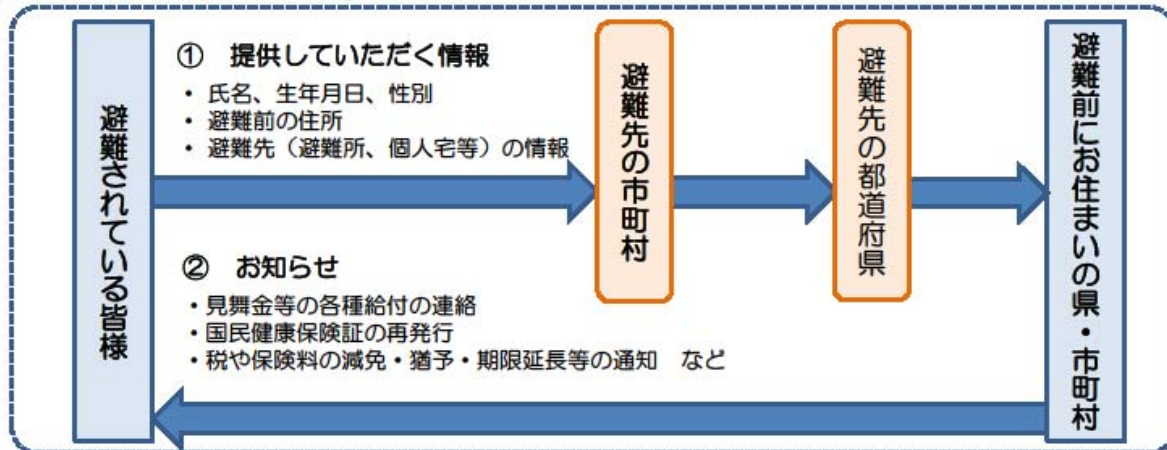 避難されている皆様
① 提供していただく情報
・ 氏名、生年月日、性別
・ 避難前の住所
・ 避難先（避難所、個人宅等）の情報
避難先の市町村
避難先の都道府県
避難前にお住まいの県・市町村
② お知らせ
・見舞金等の各種給付の連絡
・国民健康保険証の再発行
・税や保険料の減免・猶予・期限延長等の通知 など